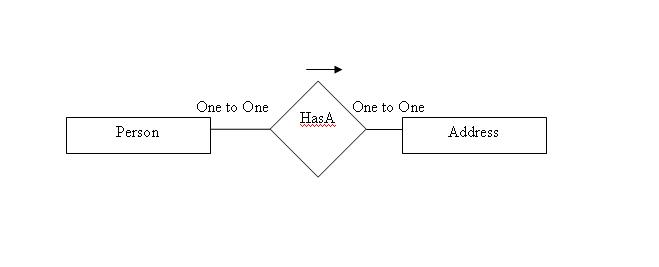 One to One
One to One
Person
HasA
Address